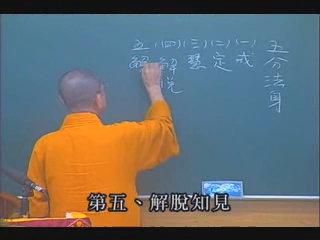 五分法身
(一)戒
(二)定
(三)慧
(四)解脱
五解
第五、解脫知見